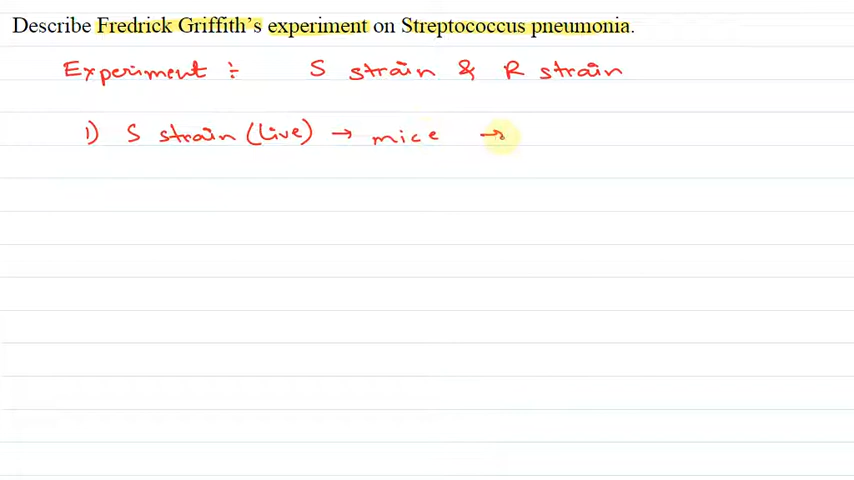 Describe Fredrick Griffith's experiment on Streptococcus pneumonia.
Experiment ÷ S strain & R strain
1) S strain (Live) → mice →